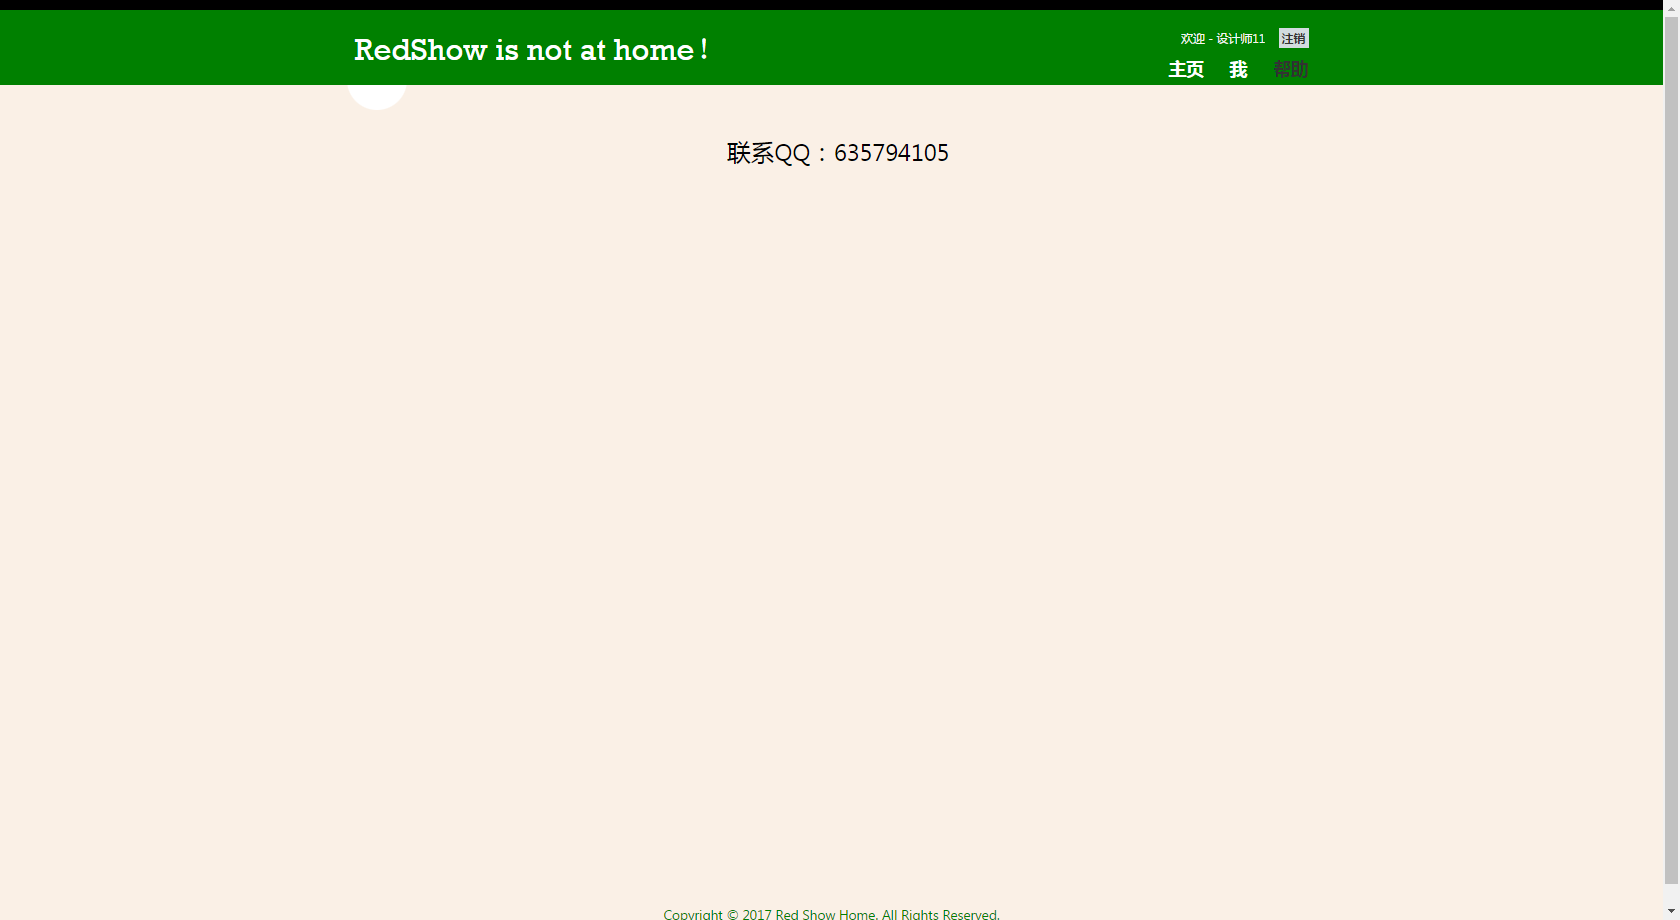 RedShow is not at home！
欢迎 - 设计师11 注销
主页 我 帮助
联系QQ：635794105
Copyright © 2017 Red Show Home. All Rights Reserved.